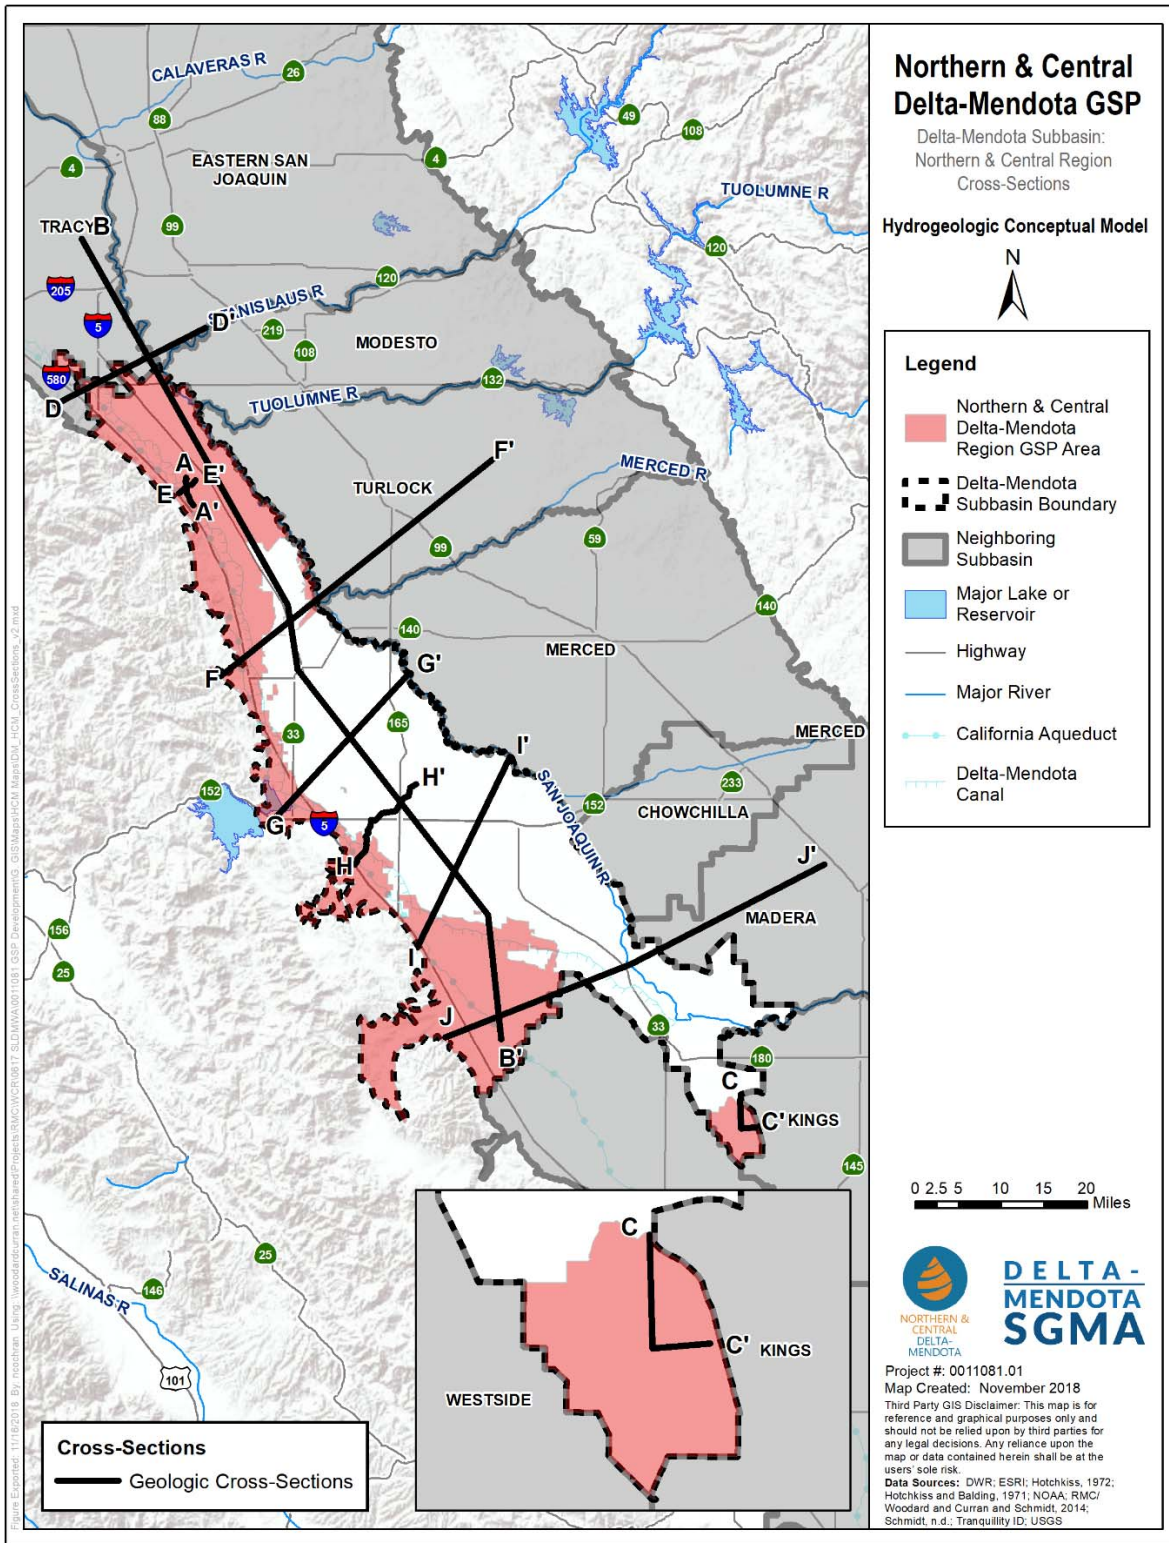 Northern & Central
Delta-Mendota GSP
Delta-Mendota Subbasin:
Northern & Central Region
Cross-Sections
Hydrogeologic Conceptual Model
N
Legend
Northern & Central
Delta-Mendota
Region GSP Area
Delta-Mendota
Subbasin Boundary
Neighboring
Subbasin
Major Lake or
Reservoir
Highway
Major River
California Aqueduct
Delta-Mendota
Canal
0 2.5 5 10 15 20
Miles
NORTHERN &
CENTRAL
DELTA-
MENDOTA
DELTA-
MENDOTA
SGMA
Project #: 0011081.01
Map Created: November 2018
Third Party GIS Disclaimer: This map is for
reference and graphical purposes only and
should not be relied upon by third parties for
any legal decisions. Any reliance upon the
map or data contained herein shall be at the
users' sole risk.
Data Sources: DWR; ESRI; Hotchkiss, 1972;
Hotchkiss and Balding, 1971; NOAA; RMC/
Woodard and Curran and Schmidt, 2014;
Schmidt, n.d.; Tranquillity ID; USGS
CALAVERAS R
26
88
49
108
4
4
EASTERN SAN
JOAQUIN
TUOLUMNE R
TRACY
B
99
120
120
205
5
STANISLAUS R
D'
219
108
MODESTO
580
132
D
TUOLUMNE R
F'
A
E'
MERCED R
E
A'
TURLOCK
99
59
140
140
MERCED
F
G'
165
33
MERCED
I'
H'
SAN JOAQUIN R
233
152
152
CHOWCHILLA
G
5
J'
H
MADERA
156
25
I
J
33
B'
180
C
C'
KINGS
145
C
C'
KINGS
WESTSIDE
25
146
SALINAS R
101
Cross-Sections
Geologic Cross-Sections